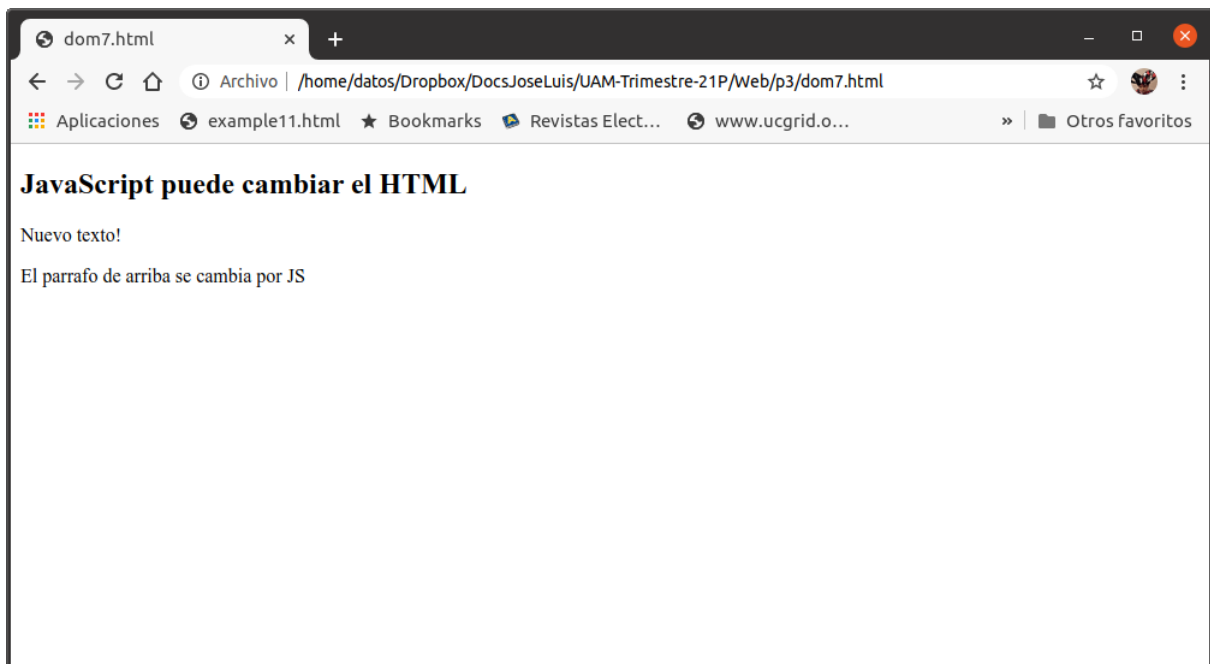 dom7.html
Archivo | /home/datos/Dropbox/DocsJoseLuis/UAM-Trimestre-21P/Web/p3/dom7.html
Aplicaciones example11.html Bookmarks Revistas Elect... www.ucgrid.o... » Otros favoritos
JavaScript puede cambiar el HTML
Nuevo texto!
El parrafo de arriba se cambia por JS